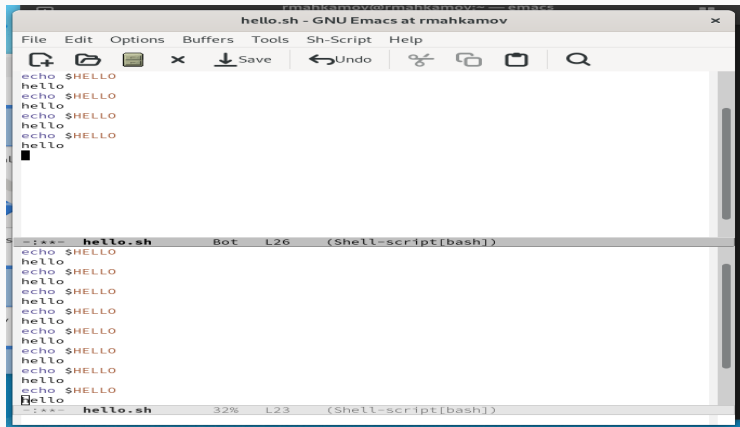 rmahkamov@rmahkamov:~ — emacs
hello.sh - GNU Emacs at rmahkamov
File Edit Options Buffers Tools Sh-Script Help
Save Undo
echo $HELLO
hello
echo $HELLO
hello
echo $HELLO
hello
echo $HELLO
hello
-:**- hello.sh Bot L26 (Shell-script[bash])
echo $HELLO
hello
echo $HELLO
hello
echo $HELLO
hello
echo $HELLO
hello
echo $HELLO
hello
echo $HELLO
hello
echo $HELLO
hello
echo $HELLO
hello
-:**- hello.sh 32% L23 (Shell-script[bash])